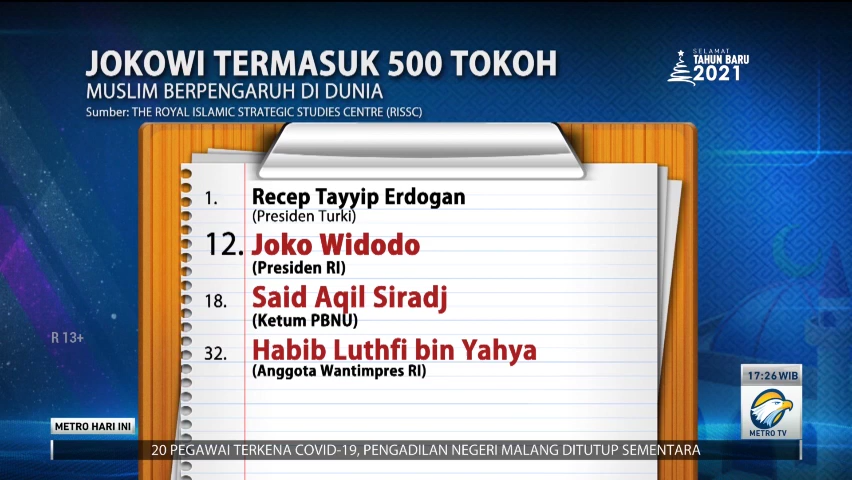 JOKOWI TERMASUK 500 TOKOH
MUSLIM BERPENGARUH DI DUNIA
Sumber: THE ROYAL ISLAMIC STRATEGIC STUDIES CENTRE (RISSC)
SELAMAT
TAHUN BARU
2021
1. Recep Tayyip Erdogan
(Presiden Turki)
12. Joko Widodo
(Presiden RI)
18. Said Aqil Siradj
(Ketum PBNU)
32. Habib Luthfi bin Yahya
(Anggota Wantimpres RI)
R 13+
17:26 WIB
METRO TV
METRO HARI INI
20 PEGAWAI TERKENA COVID-19, PENGADILAN NEGERI MALANG DITUTUP SEMENTARA